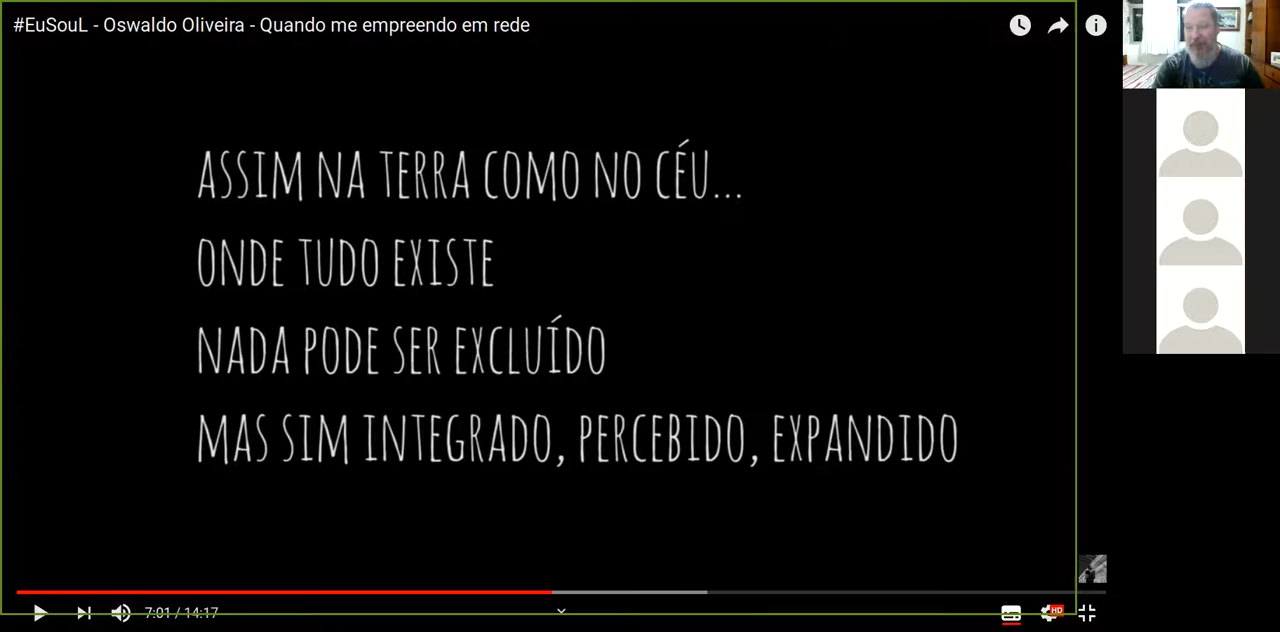 #EuSouL - Oswaldo Oliveira - Quando me empreendo em rede
ASSIM NA TERRA COMO NO CÉU...
ONDE TUDO EXISTE
NADA PODE SER EXCLUÍDO
MAS SIM INTEGRADO, PERCEBIDO, EXPANDIDO
7:01 / 14:17
HD